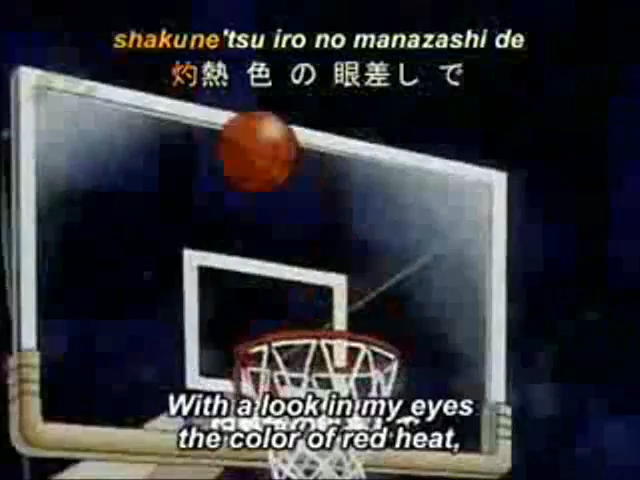 shakune'tsu iro no manazashi de
灼熱 色 の 眼差し で
With a look in my eyes
the color of red heat,